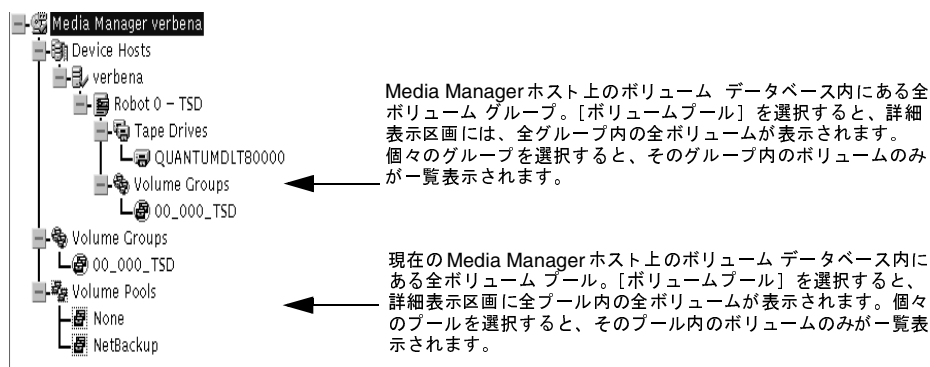 Media Manager verbena
Device Hosts
verbena
Robot 0 – TSD
Tape Drives
QUANTUMDLT80000
Volume Groups
00_000_TSD
Volume Groups
00_000_TSD
Volume Pools
None
NetBackup
Media Managerホスト上のボリューム データベース内にある全
ボリューム グループ。[ボリュームプール] を選択すると、詳細
表示区画には、全グループ内の全ボリュームが表示されます。
個々のグループを選択すると、そのグループ内のボリュームのみ
が一覧表示されます。
現在の Media Manager ホスト上のボリューム データベース内に
ある全ボリューム プール。[ボリュームプール] を選択すると、
詳細表示区画に全プール内の全ボリュームが表示されます。個々
のプールを選択すると、そのプール内のボリュームのみが一覧表
示されます。